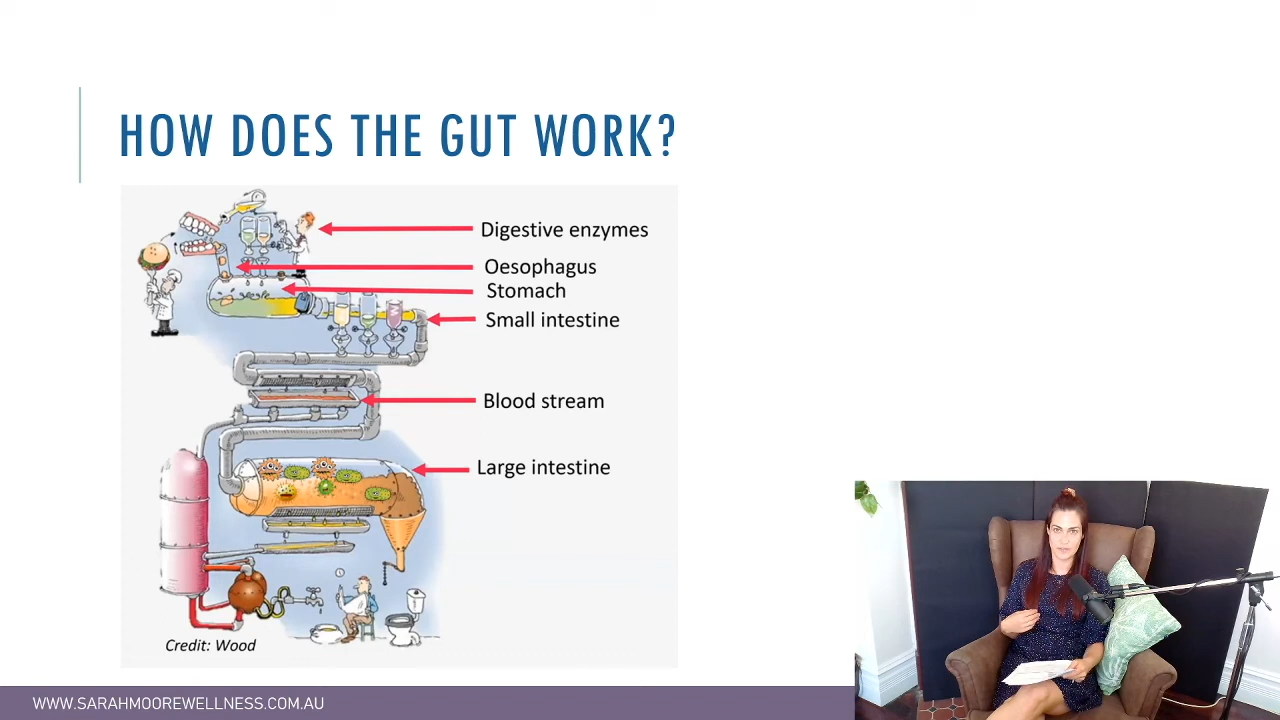 HOW DOES THE GUT WORK?
Digestive enzymes
Oesophagus
Stomach
Small intestine
Blood stream
Large intestine
Credit: Wood
WWW.SARAHMOOREWELLNESS.COM.AU